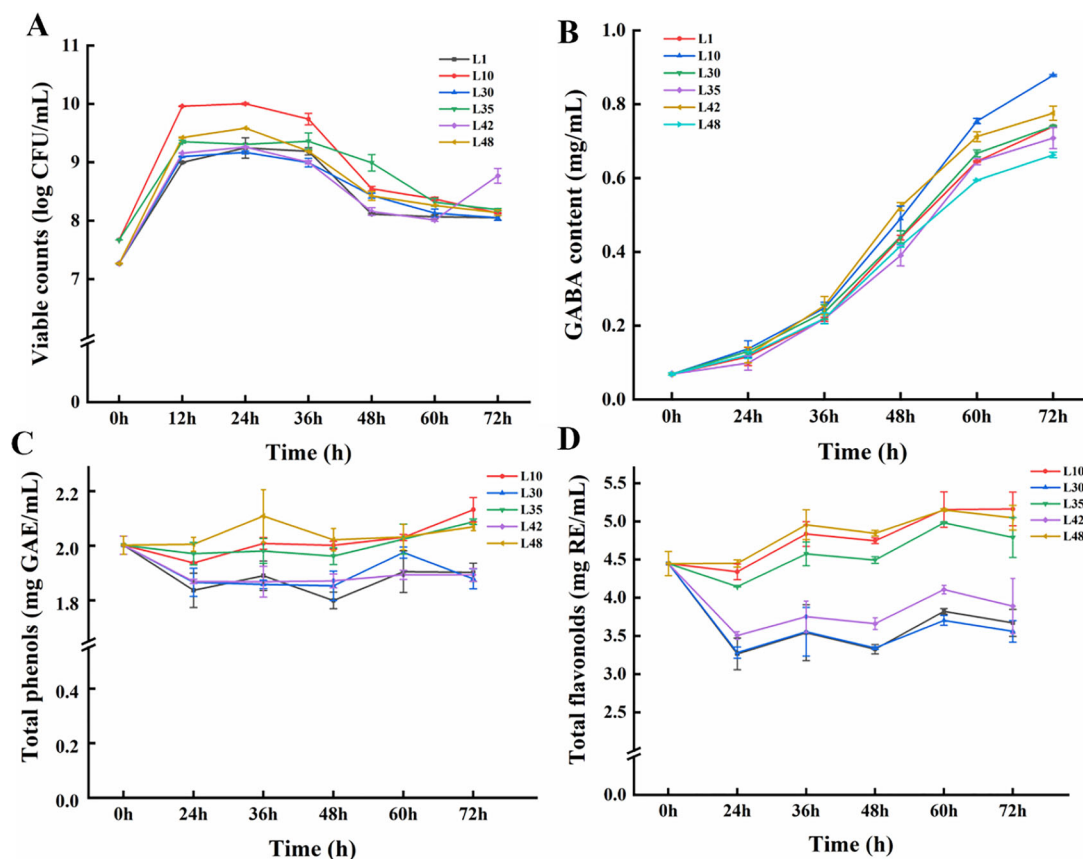 A
Viable counts (log CFU/mL)
11
10
9
8
7
0
L1
L10
L30
L35
L42
L48
0h 12h 24h 36h 48h 60h 72h
Time (h)
B
GABA content (mg/mL)
1.0
0.8
0.6
0.4
0.2
0.0
L1
L10
L30
L35
L42
L48
0h 24h 36h 48h 60h 72h
Time (h)
C
Total phenols (mg GAE/mL)
2.2
2.0
1.8
0.4
0.2
0.0
L10
L30
L35
L42
L48
0h 24h 36h 48h 60h 72h
Time (h)
D
Total flavonoids (mg RE/mL)
5.5
5.0
4.5
4.0
3.5
3.0
2.5
0.0
L10
L30
L35
L42
L48
0h 24h 36h 48h 60h 72h
Time (h)